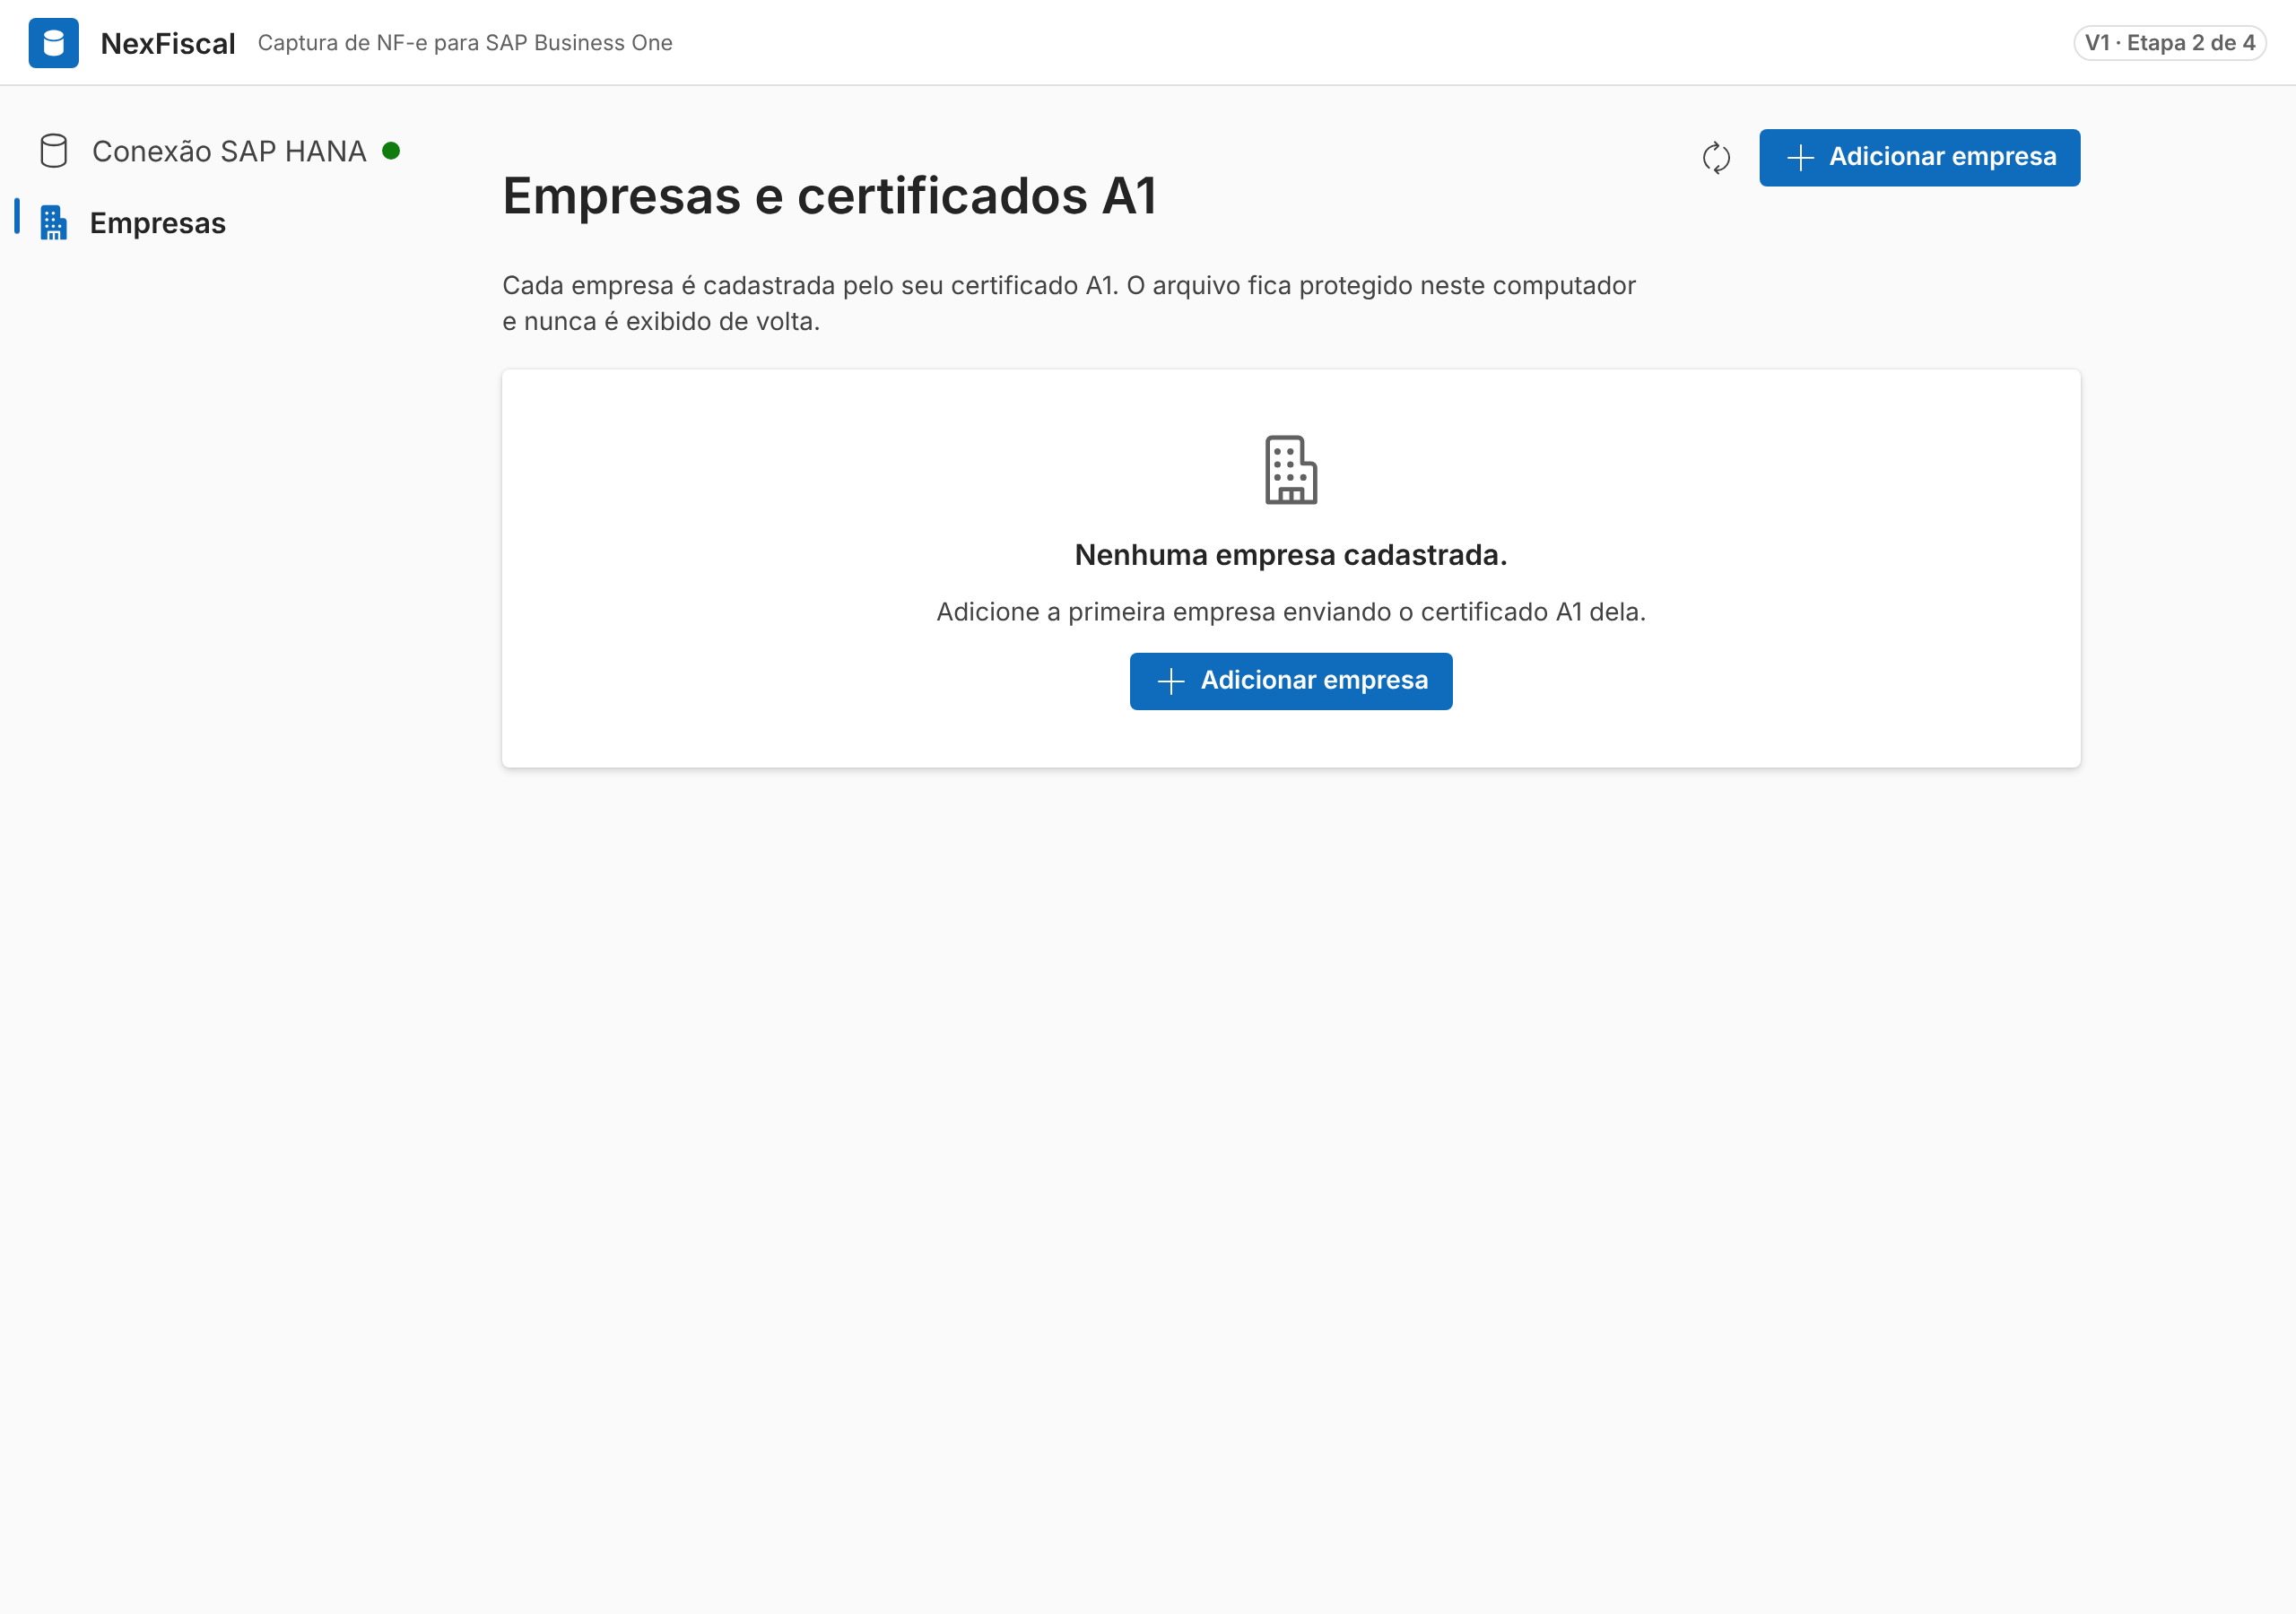 NexFiscal
Captura de NF-e para SAP Business One
V1 · Etapa 2 de 4
Conexão SAP HANA
Empresas
Empresas e certificados A1
Adicionar empresa
Cada empresa é cadastrada pelo seu certificado A1. O arquivo fica protegido neste computador
e nunca é exibido de volta.
Nenhuma empresa cadastrada.
Adicione a primeira empresa enviando o certificado A1 dela.
Adicionar empresa